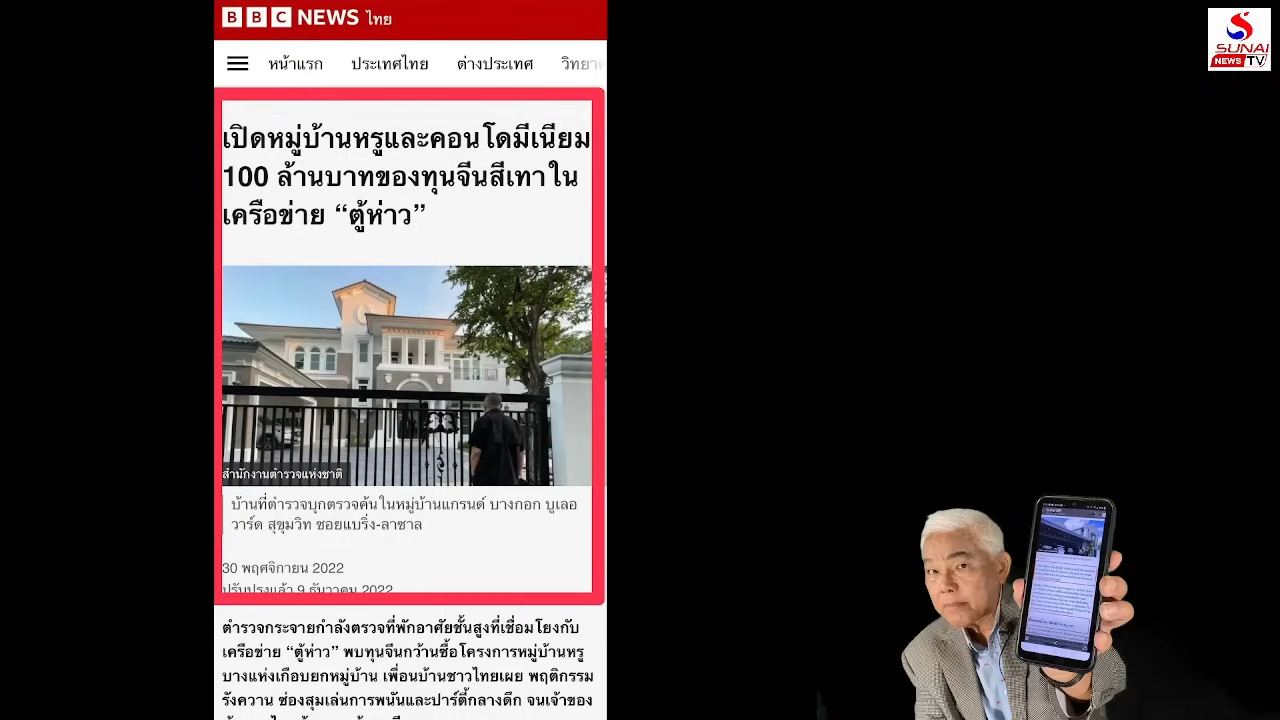 BBC NEWS ไทย
SUNAI
NEWS TV
หน้าแรก ประเทศไทย ต่างประเทศ
เปิดหมู่บ้านหรูและคอนโดมีเนียม
100 ล้านบาทของทุนจีนสีเทาใน
เครือข่าย “ตู้ห่าว”
สำนักงานตำรวจแห่งชาติ
บ้านที่ตำรวจบุกตรวจค้นในหมู่บ้านแกรนด์ บางกอก บูเลอ
วาร์ด สุขุมวิท ซอยแบริ่ง-ลาซาล
30 พฤศจิกายน 2022
ปรับปรุงแล้ว 9 ธันวาคม 2022
ตำรวจกระจายกำลังตรวจที่พักอาศัยชั้นสูงที่เชื่อมโยงกับ
เครือข่าย “ตู้ห่าว” พบทุนจีนกว้านซื้อโครงการหมู่บ้านหรู
บางแห่งเกือบยกหมู่บ้าน เพื่อนบ้านชาวไทยเผย พฤติกรรม
รังควาน ซ่องสุมเล่นการพนันและปาร์ตี้กลางดึก จนเจ้าของ